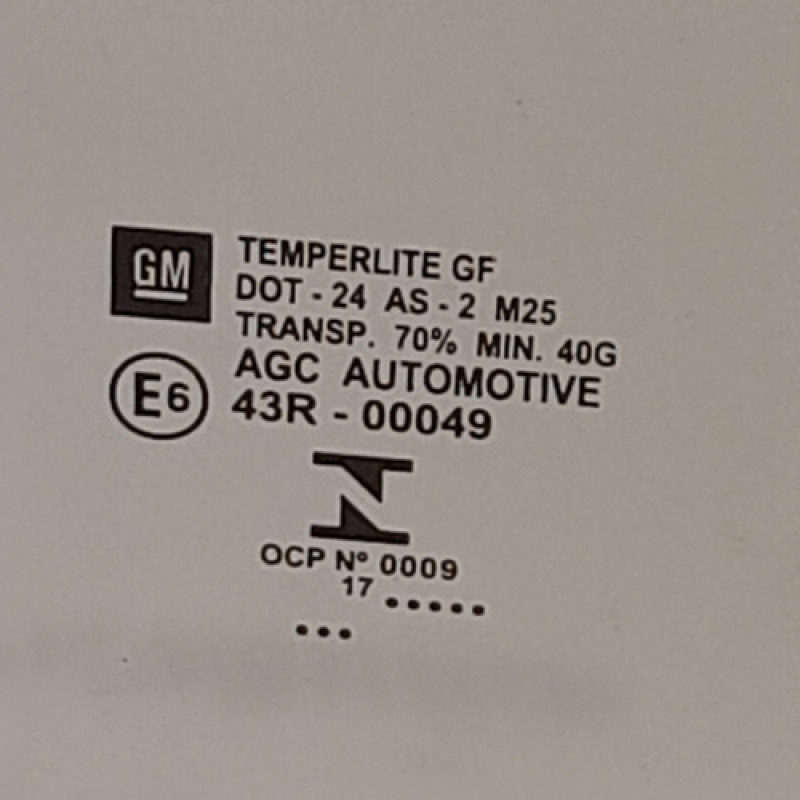 GM
TEMPERLITE GF
DOT - 24 AS - 2 M25
TRANSP. 70% MIN. 40G
AGC AUTOMOTIVE
E6
43R - 00049
OCP Nº 0009
17 •••••
•••